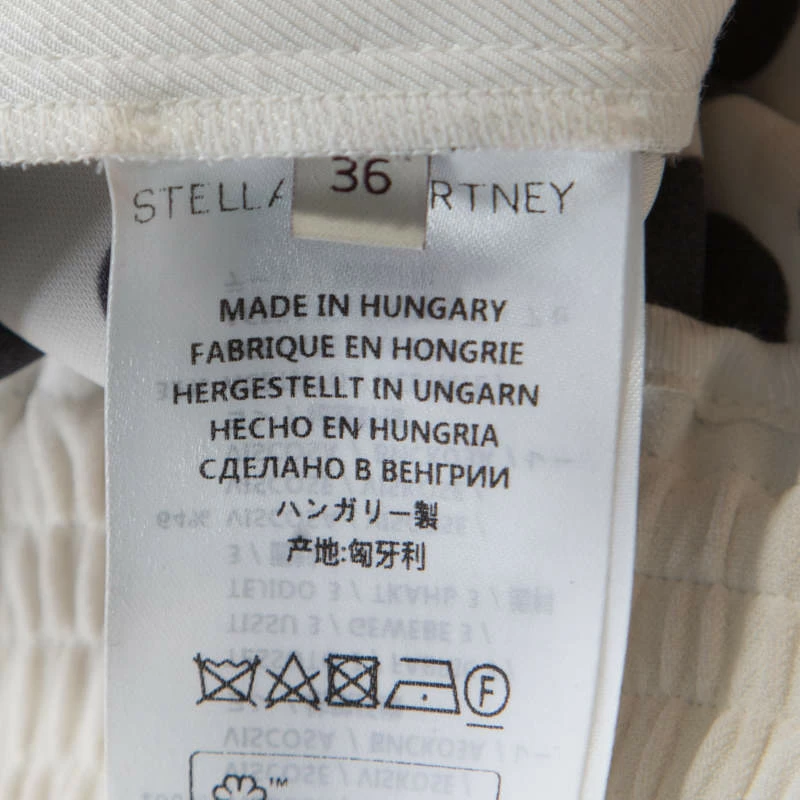 36
STELLA RTNEY
MADE IN HUNGARY
FABRIQUE EN HONGRIE
HERGESTELLT IN UNGARN
HECHO EN HUNGRIA
СДЕЛАНО В ВЕНГРИИ
ハンガリー製
产地:匈牙利
F
TM